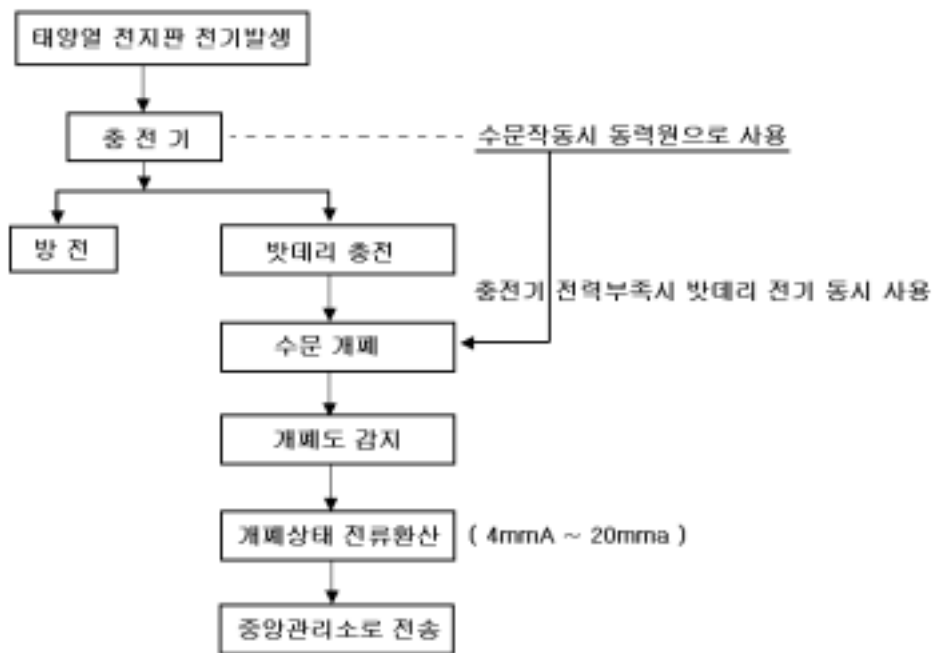 태양열 전지판 전기발생
충 전 기
수문작동시 동력원으로 사용
방 전
밧데리 충전
충전기 전력부족시 밧데리 전기 동시 사용
수문 개폐
개폐도 감지
개폐상태 전류환산
( 4mmA ~ 20mma )
중앙관리소로 전송